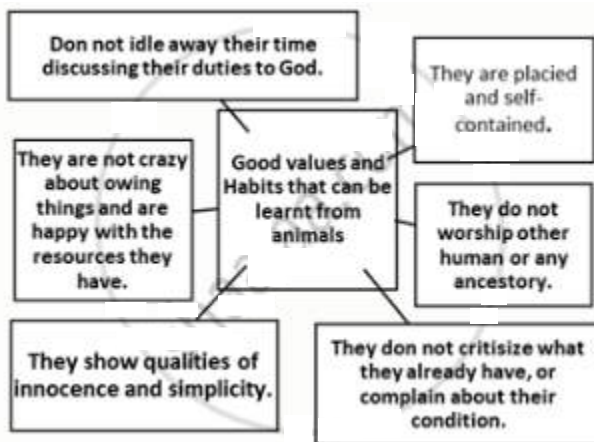 Don not idle away their time
discussing their duties to God.
They are placied
and self-
contained.
They are not crazy
about owing
things and are
happy with the
resources they
have.
Good values and
Habits that can be
learnt from
animals
They do not
worship other
human or any
ancestory.
They show qualities of
innocence and simplicity.
They don not critisize what
they already have, or
complain about their
condition.